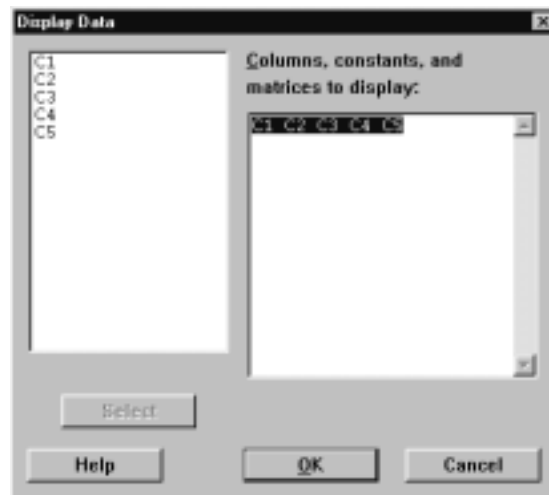 Display Data
C1
C2
C3
C4
C5
Columns, constants, and
matrices to display:
C1 C2 C3 C4 C5
Select
Help
OK
Cancel